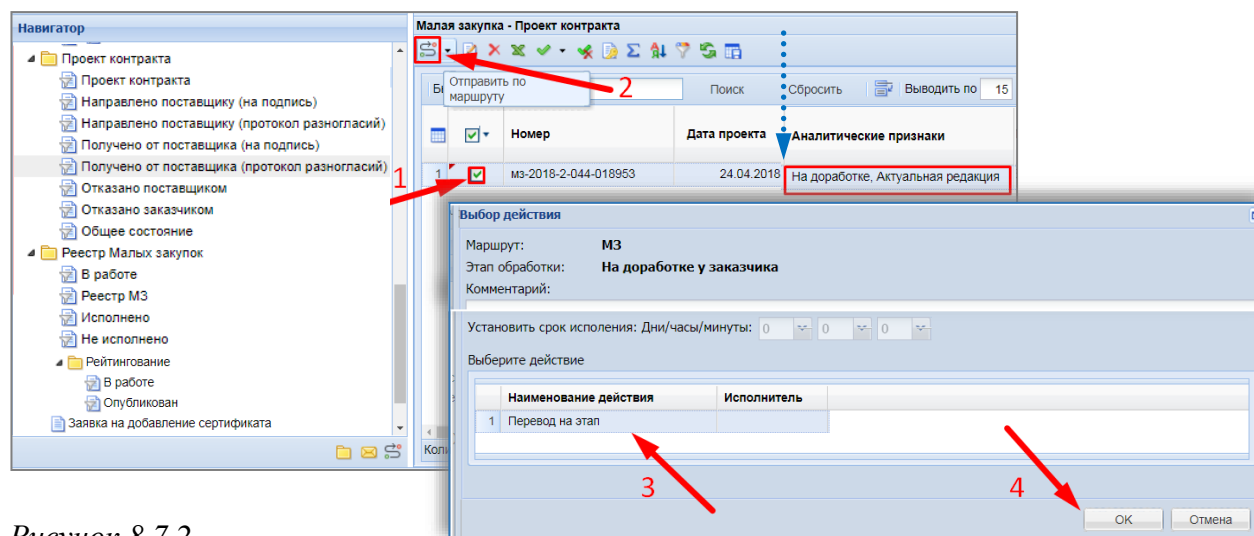 Навигатор
Проект контракта
Проект контракта
Направлено поставщику (на подпись)
Направлено поставщику (протокол разногласий)
Получено от поставщика (на подпись)
Получено от поставщика (протокол разногласий)
Отказано поставщиком
Отказано заказчиком
Общее состояние
Реестр Малых закупок
В работе
Реестр МЗ
Исполнено
Не исполнено
Рейтингование
В работе
Опубликован
Заявка на добавление сертификата
1
Малая закупка - Проект контракта
Отправить по
маршруту
2
Поиск Сбросить Выводить по 15
Номер Дата проекта Аналитические признаки
1 мз-2018-2-044-018953 24.04.2018 На доработке, Актуальная редакция
Выбор действия
Маршрут: МЗ
Этап обработки: На доработке у заказчика
Комментарий:
Установить срок исполения: Дни/часы/минуты: 0 0 0
Выберите действие
Наименование действия Исполнитель
1 Перевод на этап
3
4
OK Отмена
Рисунок 8.7.2